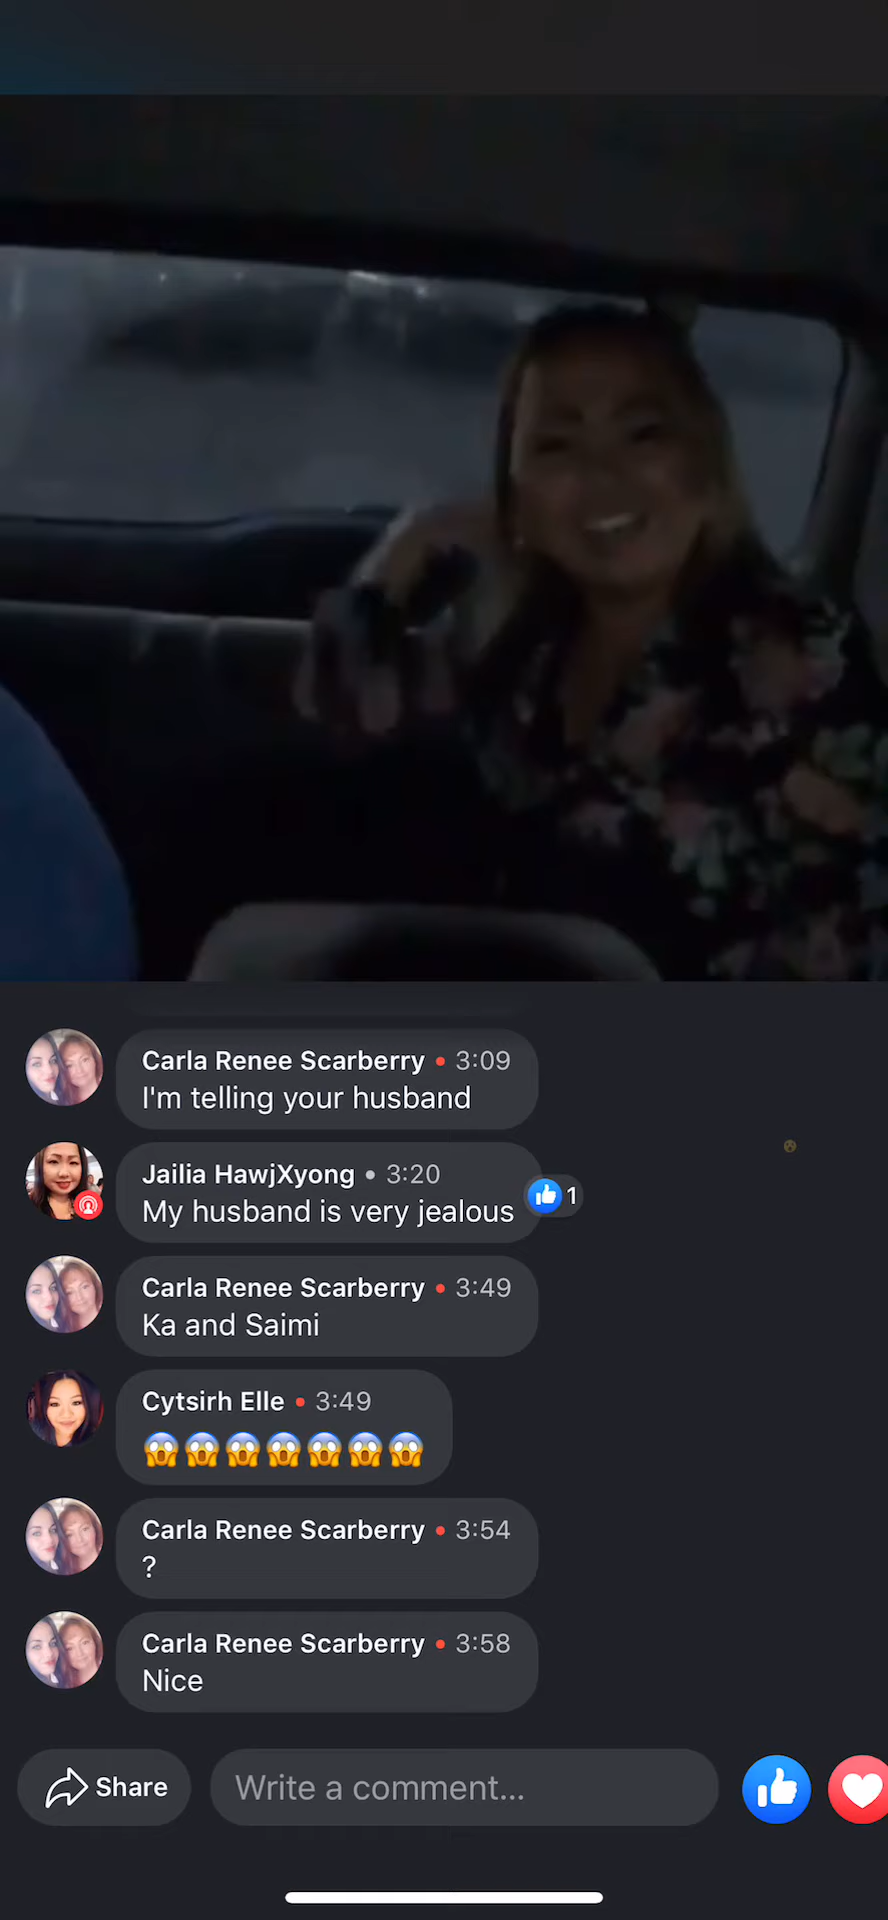 Carla Renee Scarberry • 3:09
I'm telling your husband
Jailia HawjXyong • 3:20
My husband is very jealous
1
Carla Renee Scarberry • 3:49
Ka and Saimi
Cytsirh Elle • 3:49
😱😱😱😱😱😱😱
Carla Renee Scarberry • 3:54
?
Carla Renee Scarberry • 3:58
Nice
Share
Write a comment...